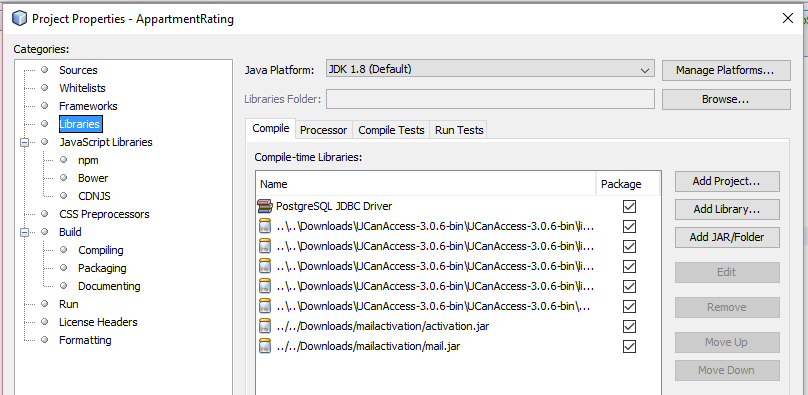 Project Properties - AppartmentRating
Categories:
Sources
Whitelists
Frameworks
Libraries
JavaScript Libraries
npm
Bower
CDNJS
CSS Preprocessors
Build
Compiling
Packaging
Documenting
Run
License Headers
Formatting
Java Platform: JDK 1.8 (Default) Manage Platforms...
Libraries Folder: Browse...
Compile Processor Compile Tests Run Tests
Compile-time Libraries:
Name Package
PostgreSQL JDBC Driver
..\..\Downloads\UCanAccess-3.0.6-bin\UCanAccess-3.0.6-bin\li...
..\..\Downloads\UCanAccess-3.0.6-bin\UCanAccess-3.0.6-bin\li...
..\..\Downloads\UCanAccess-3.0.6-bin\UCanAccess-3.0.6-bin\li...
..\..\Downloads\UCanAccess-3.0.6-bin\UCanAccess-3.0.6-bin\li...
..\..\Downloads\UCanAccess-3.0.6-bin\UCanAccess-3.0.6-bin\...
../../Downloads/mailactivation/activation.jar
../../Downloads/mailactivation/mail.jar
Add Project...
Add Library...
Add JAR/Folder
Edit
Remove
Move Up
Move Down